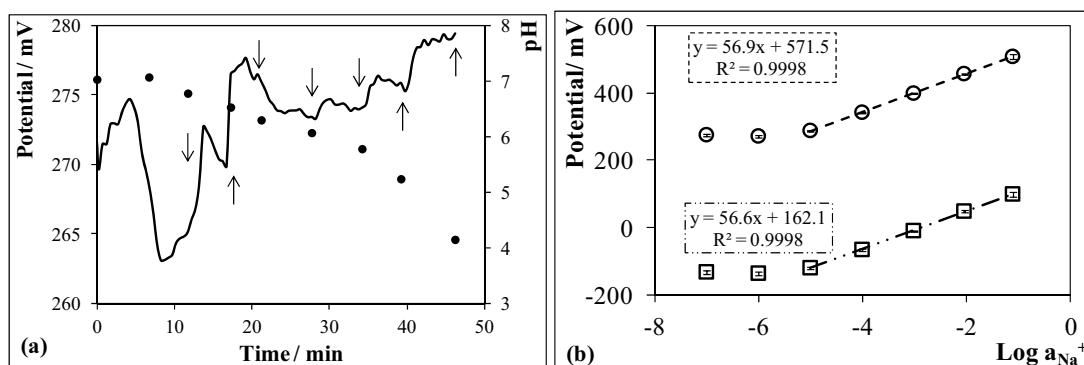 280
275
270
265
260
Potential / mV
8
7
6
5
4
3
pH
0
10
20
30
40
50
Time / min
(a)
600
400
200
0
-200
Potential/ mV
y = 56.9x + 571.5
R² = 0.9998
y = 56.6x + 162.1
R² = 0.9998
-8
-6
-4
-2
0
Log aNa+
(b)